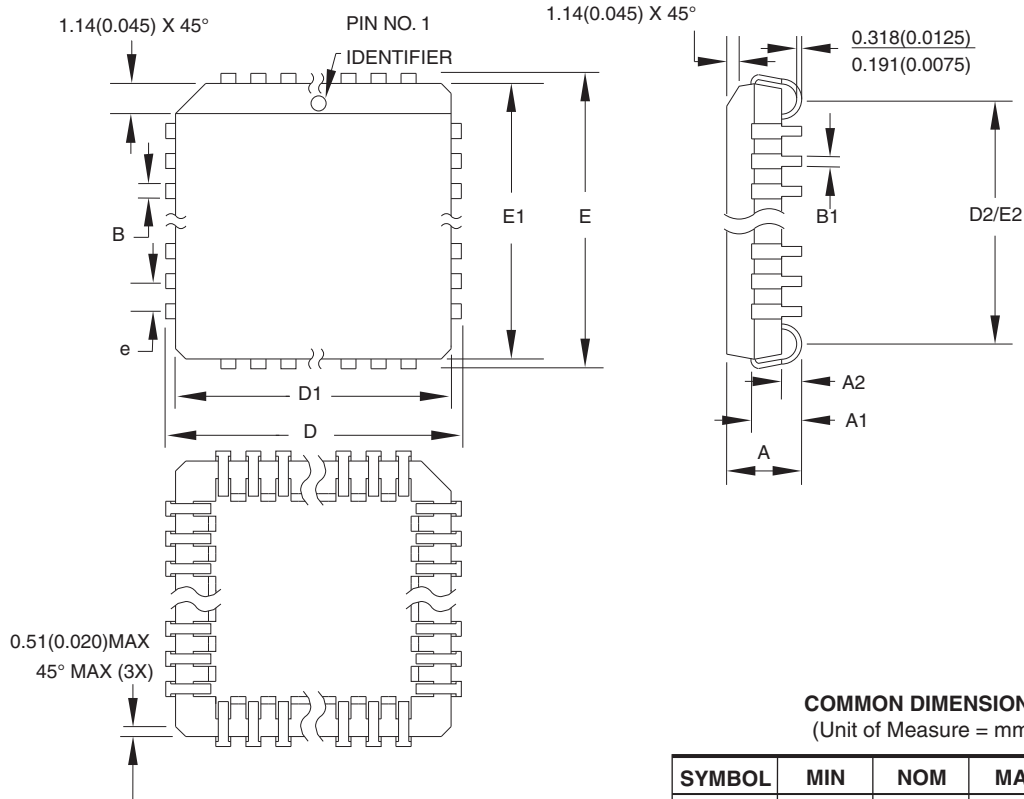 1.14(0.045) X 45°
PIN NO. 1
IDENTIFIER
1.14(0.045) X 45°
0.318(0.0125)
0.191(0.0075)
B
e
E1
E
B1
D2/E2
A2
A1
A
D1
D
0.51(0.020)MAX
45° MAX (3X)
COMMON DIMENSION
(Unit of Measure = mm
SYMBOL MIN NOM MA